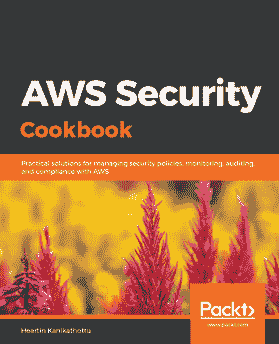 AWS Security
Cookbook
Practical solutions for managing security policies, monitoring, auditing,
and compliance with AWS
Packt>
Heartin Kanikathottu